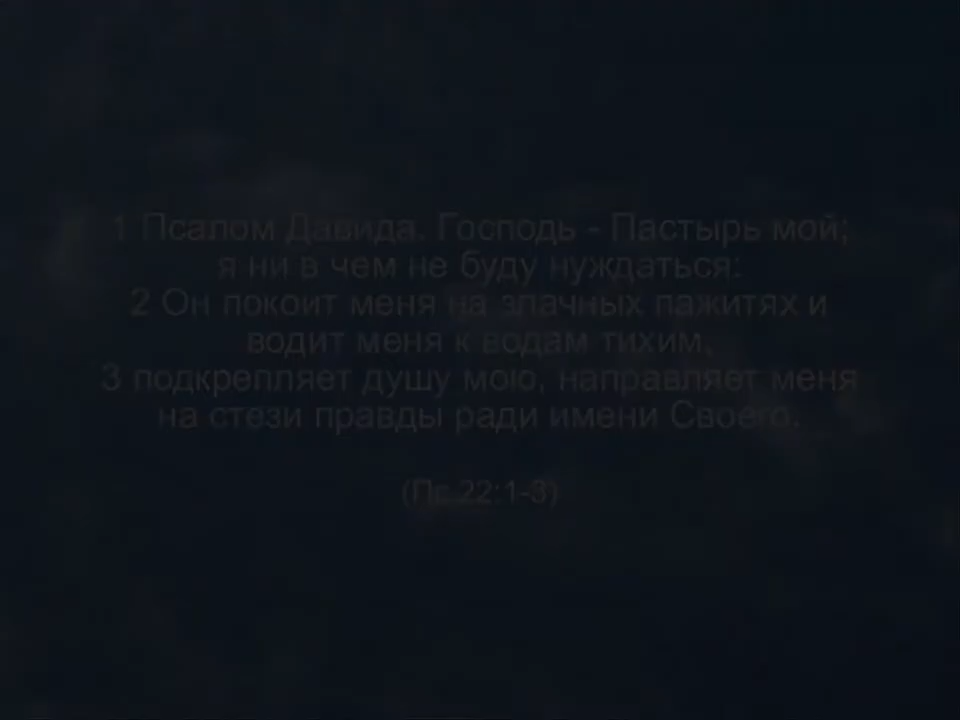 1 Псалом Давида. Господь - Пастырь мой;
я ни в чем не буду нуждаться:
2 Он покоит меня на злачных пажитях и
водит меня к водам тихим,
3 подкрепляет душу мою, направляет меня
на стези правды ради имени Своего.
(Пс.22:1-3)